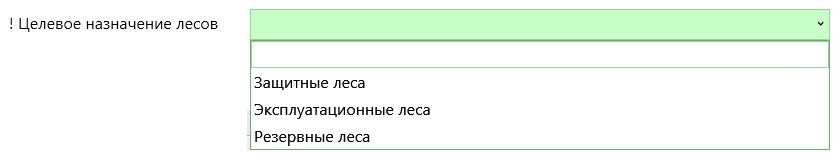 ! Целевое назначение лесов
Защитные леса
Эксплуатационные леса
Резервные леса